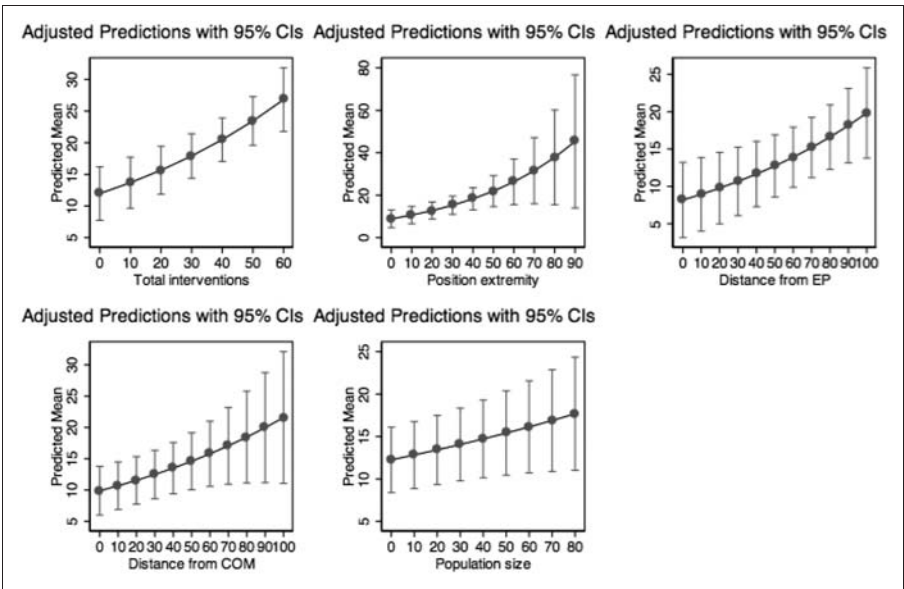 Adjusted Predictions with 95% CIs Adjusted Predictions with 95% CIs Adjusted Predictions with 95% CIs
Predicted Mean
5 10 15 20 25 30
0 10 20 30 40 50 60
Total interventions
Predicted Mean
0 20 40 60 80
0 10 20 30 40 50 60 70 80 90
Position extremity
Predicted Mean
5 10 15 20 25
0 10 20 30 40 50 60 70 80 90100
Distance from EP
Adjusted Predictions with 95% CIs Adjusted Predictions with 95% CIs
Predicted Mean
5 10 15 20 25 30
0 10 20 30 40 50 60 70 80 90100
Distance from COM
Predicted Mean
5 10 15 20 25
0 10 20 30 40 50 60 70 80
Population size